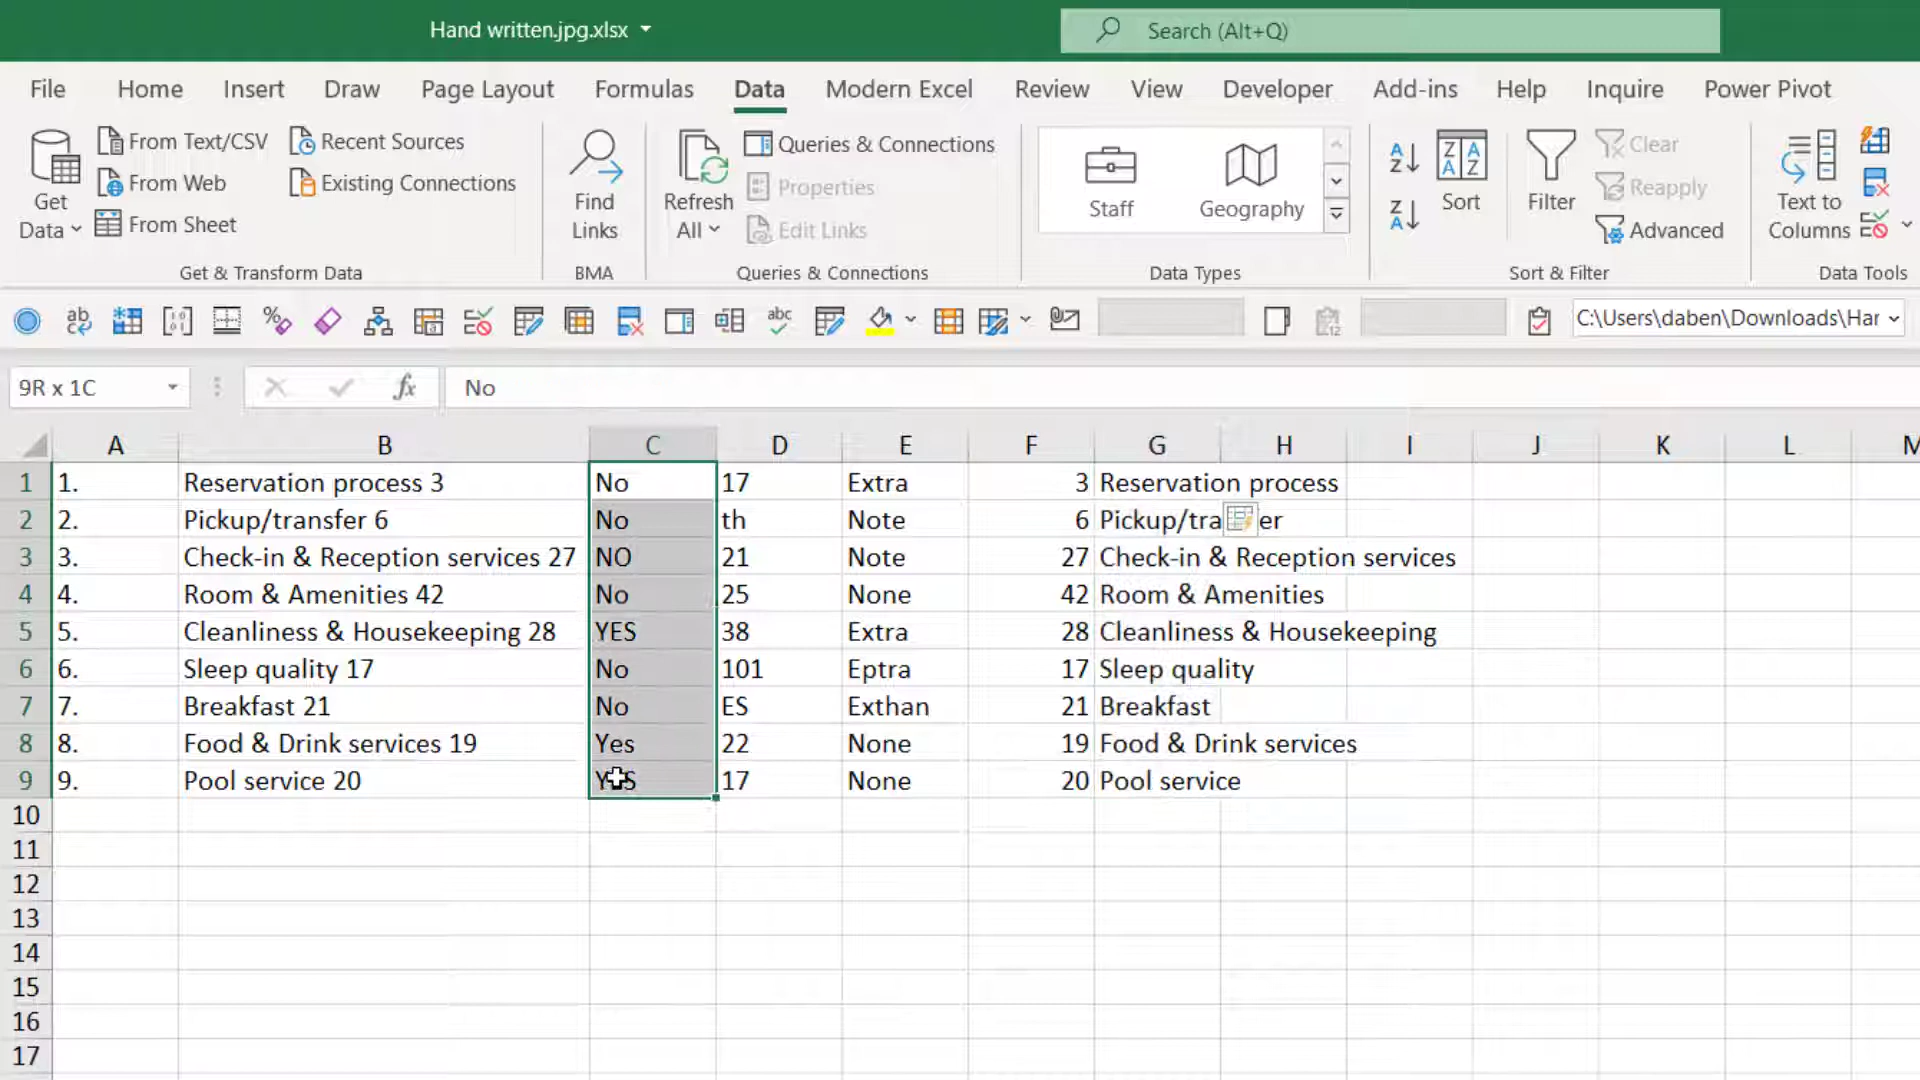 Hand written.jpg.xlsx Search (Alt+Q)
File Home Insert Draw Page Layout Formulas Data Modern Excel Review View Developer Add-ins Help Inquire Power Pivot
Get Data
From Text/CSV
From Web
From Sheet
Recent Sources
Existing Connections
Get & Transform Data
Find Links
BMA
Refresh All
Queries & Connections
Properties
Edit Links
Queries & Connections
Staff
Geography
Data Types
Sort
Filter
Clear
Reapply
Advanced
Sort & Filter
Text to Columns
Data Tools
C:\Users\daben\Downloads\Har
9R x 1C fx No
A B C D E F G H I J K L M
1 1. Reservation process 3 No 17 Extra 3 Reservation process
2 2. Pickup/transfer 6 No th Note 6 Pickup/tra er
3 3. Check-in & Reception services 27 NO 21 Note 27 Check-in & Reception services
4 4. Room & Amenities 42 No 25 None 42 Room & Amenities
5 5. Cleanliness & Housekeeping 28 YES 38 Extra 28 Cleanliness & Housekeeping
6 6. Sleep quality 17 No 101 Eptra 17 Sleep quality
7 7. Breakfast 21 No ES Exthan 21 Breakfast
8 8. Food & Drink services 19 Yes 22 None 19 Food & Drink services
9 9. Pool service 20 YES 17 None 20 Pool service
10
11
12
13
14
15
16
17